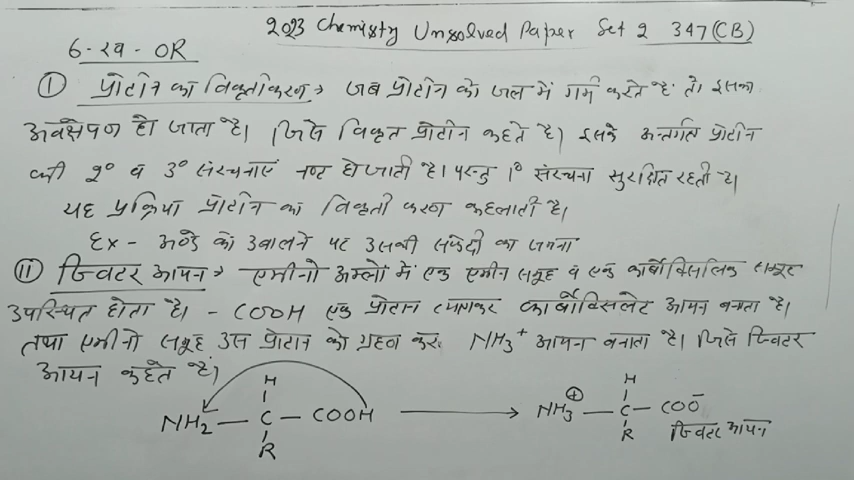 2023 Chemistry Unsolved Paper Set 2 347(CB)
6-ख-OR
① प्रोटीन का विकृतीकरण → जब प्रोटीन को जल में गर्म करते हैं तो इसका
अवक्षेपण हो जाता है। जिसे विकृत प्रोटीन कहते है। इसके अन्तर्गत प्रोटीन
की 2° व 3° संरचनाएं नष्ट हो जाती है। परन्तु 1° संरचना सुरक्षित रहती है।
यह प्रक्रिया प्रोटीन का विकृती करण कहलाती है।
Ex - अण्डे को उबालने पर उसकी सफेदी का जमना
⑪ ज्विटर आयन → एमीनो अम्लों में एक एमीन समूह व एक कार्बोक्सिलिक समूह
उपस्थित होता है। - COOH एक प्रोटान त्यागकर कार्बोक्सिलेट आयन बनाता है।
तथा एमीनो समूह उस प्रोटान को ग्रहण कर NH₃⁺ आयन बनाता है। जिसे ज्विटर
आयन कहते हैं।
H H
NH₂ — C — COOH → NH₃⊕ — C — COO⁻
R R ज्विटर आयन